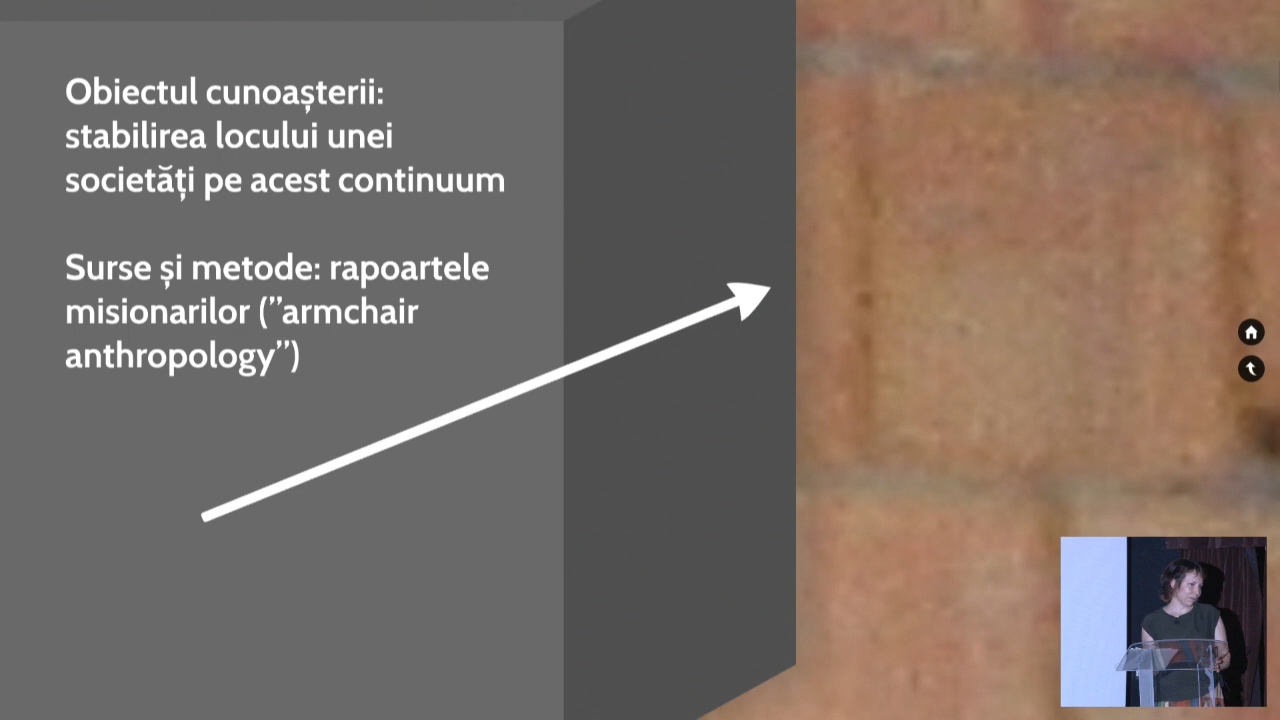 Obiectul cunoașterii:
stabilirea locului unei
societăți pe acest continuum
Surse și metode: rapoartele
misionarilor (”armchair
anthropology”)